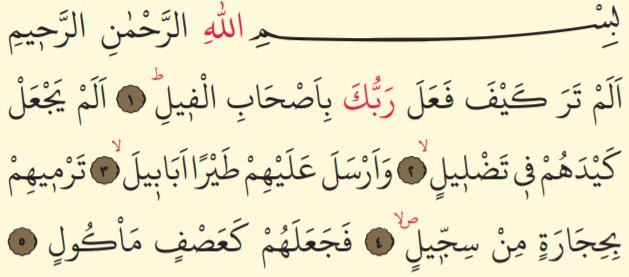 بِسْمِ اللّٰهِ الرَّحْمٰنِ الرَّحٖيمِ
اَلَمْ تَرَ كَيْفَ فَعَلَ رَبُّكَ بِاَصْحَابِ الْفٖيلِؕ ﴿١﴾ اَلَمْ يَجْعَلْ
كَيْدَهُمْ فٖي تَضْلٖيلٍۙ ﴿٢﴾ وَاَرْسَلَ عَلَيْهِمْ طَيْرًا اَبَابٖيلَۙ ﴿٣﴾ تَرْمٖيهِمْ
بِحِجَارَةٍ مِنْ سِجّٖيلٍۙࣕ ﴿٤﴾ فَجَعَلَهُمْ كَعَصْفٍ مَاْكُولٍ ﴿٥﴾